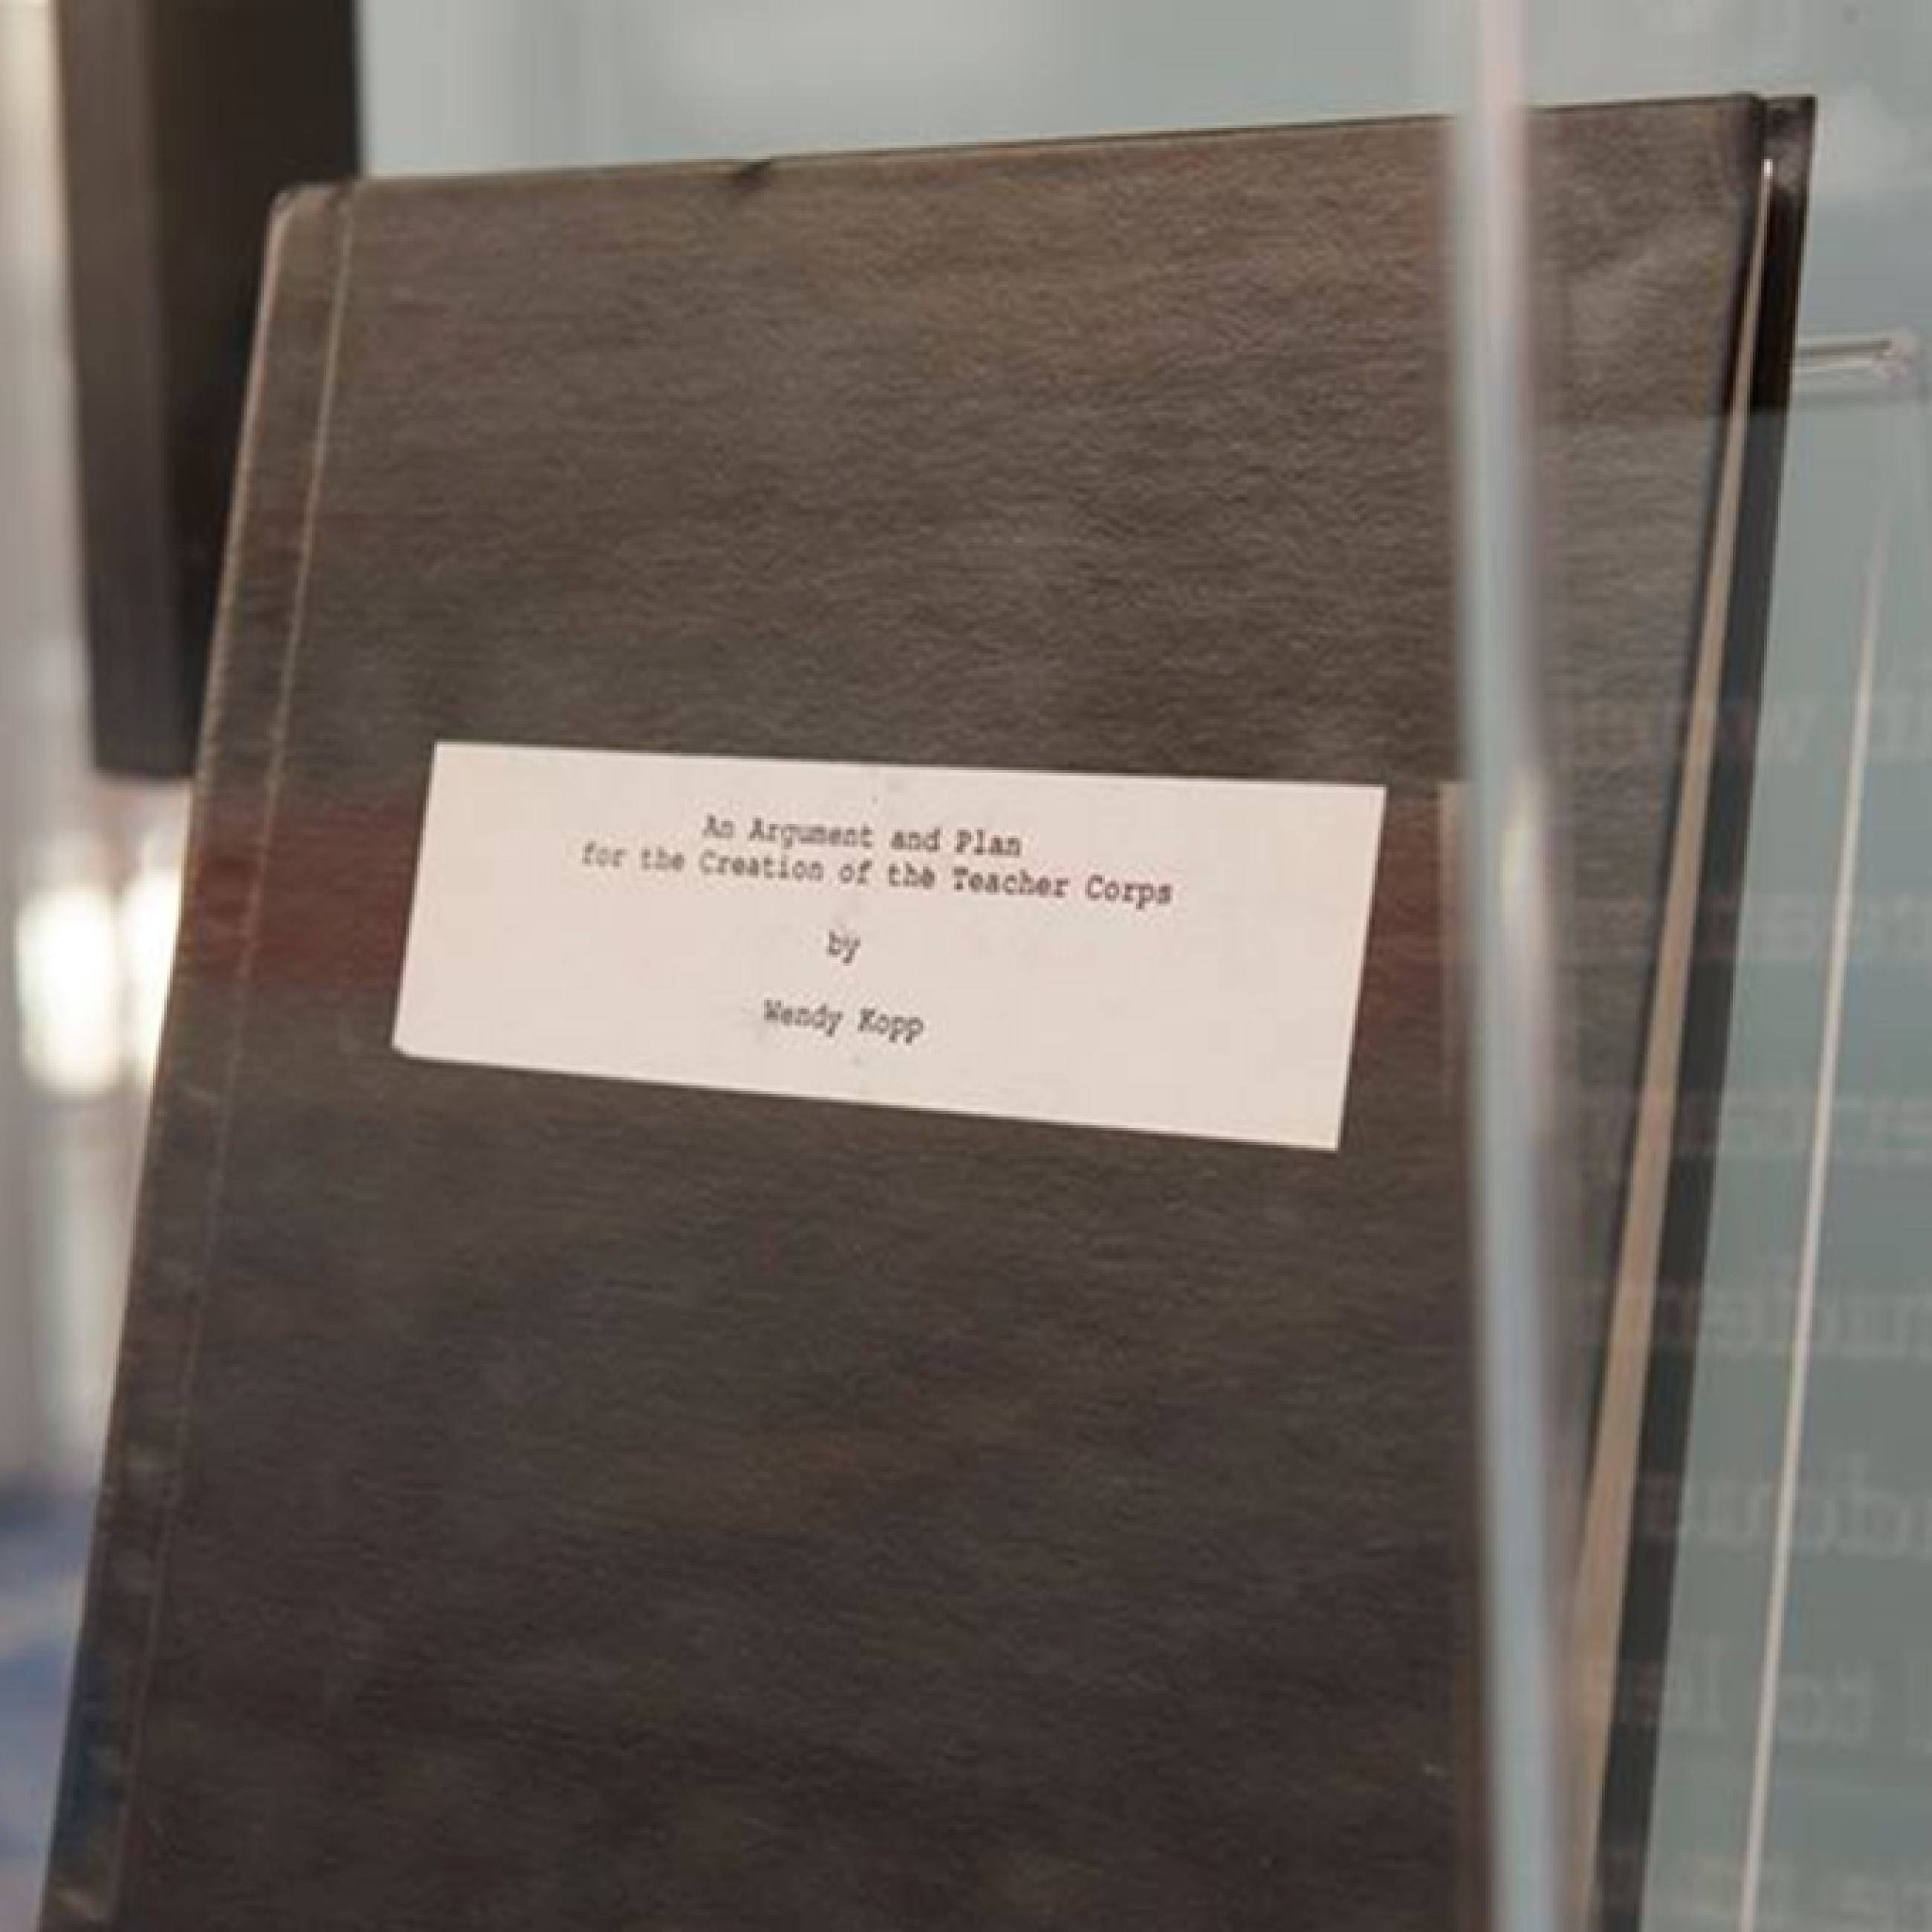 An Argument and Plan
for the Creation of the Teacher Corps
by
Wendy Kopp